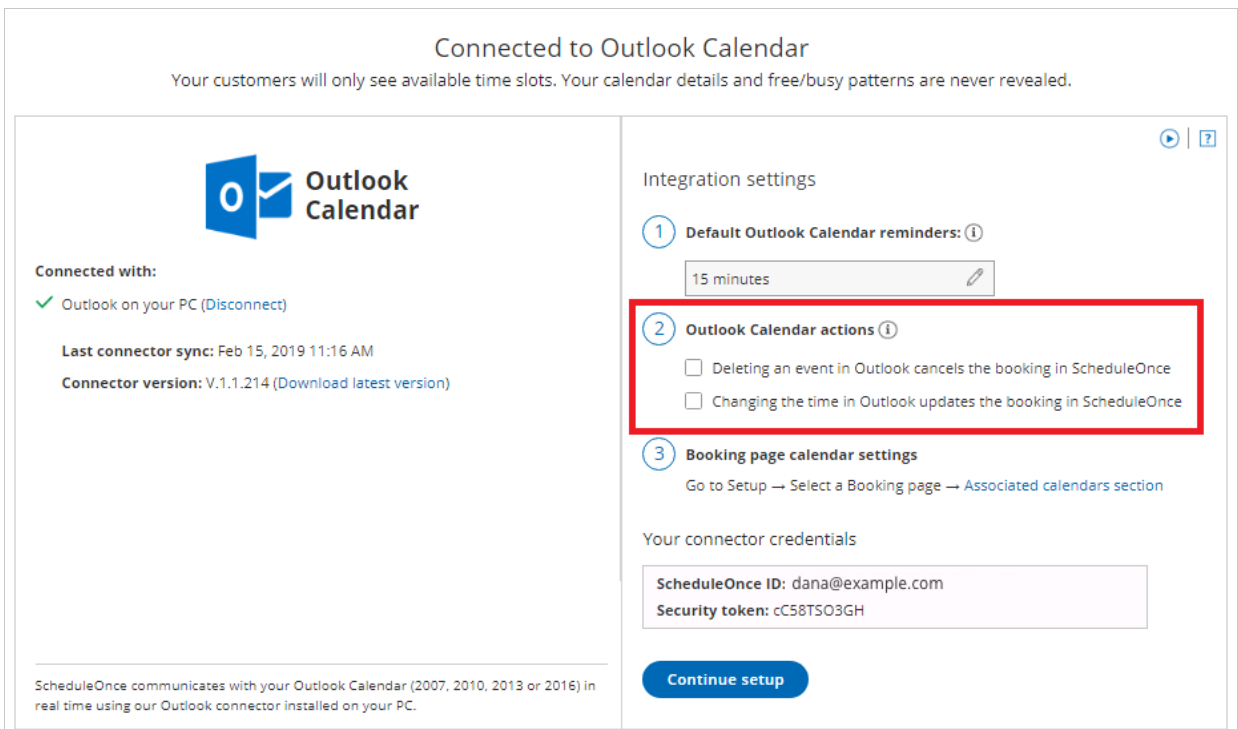 Connected to Outlook Calendar
Your customers will only see available time slots. Your calendar details and free/busy patterns are never revealed.
O
Outlook
Calendar
Connected with:
Outlook on your PC (Disconnect)
Last connector sync: Feb 15, 2019 11:16 AM
Connector version: V.1.1.214 (Download latest version)
ScheduleOnce communicates with your Outlook Calendar (2007, 2010, 2013 or 2016) in
real time using our Outlook connector installed on your PC.
?
Integration settings
1 Default Outlook Calendar reminders: i
15 minutes
2 Outlook Calendar actions i
Deleting an event in Outlook cancels the booking in ScheduleOnce
Changing the time in Outlook updates the booking in ScheduleOnce
3 Booking page calendar settings
Go to Setup → Select a Booking page → Associated calendars section
Your connector credentials
ScheduleOnce ID: dana@example.com
Security token: cC58TSO3GH
Continue setup